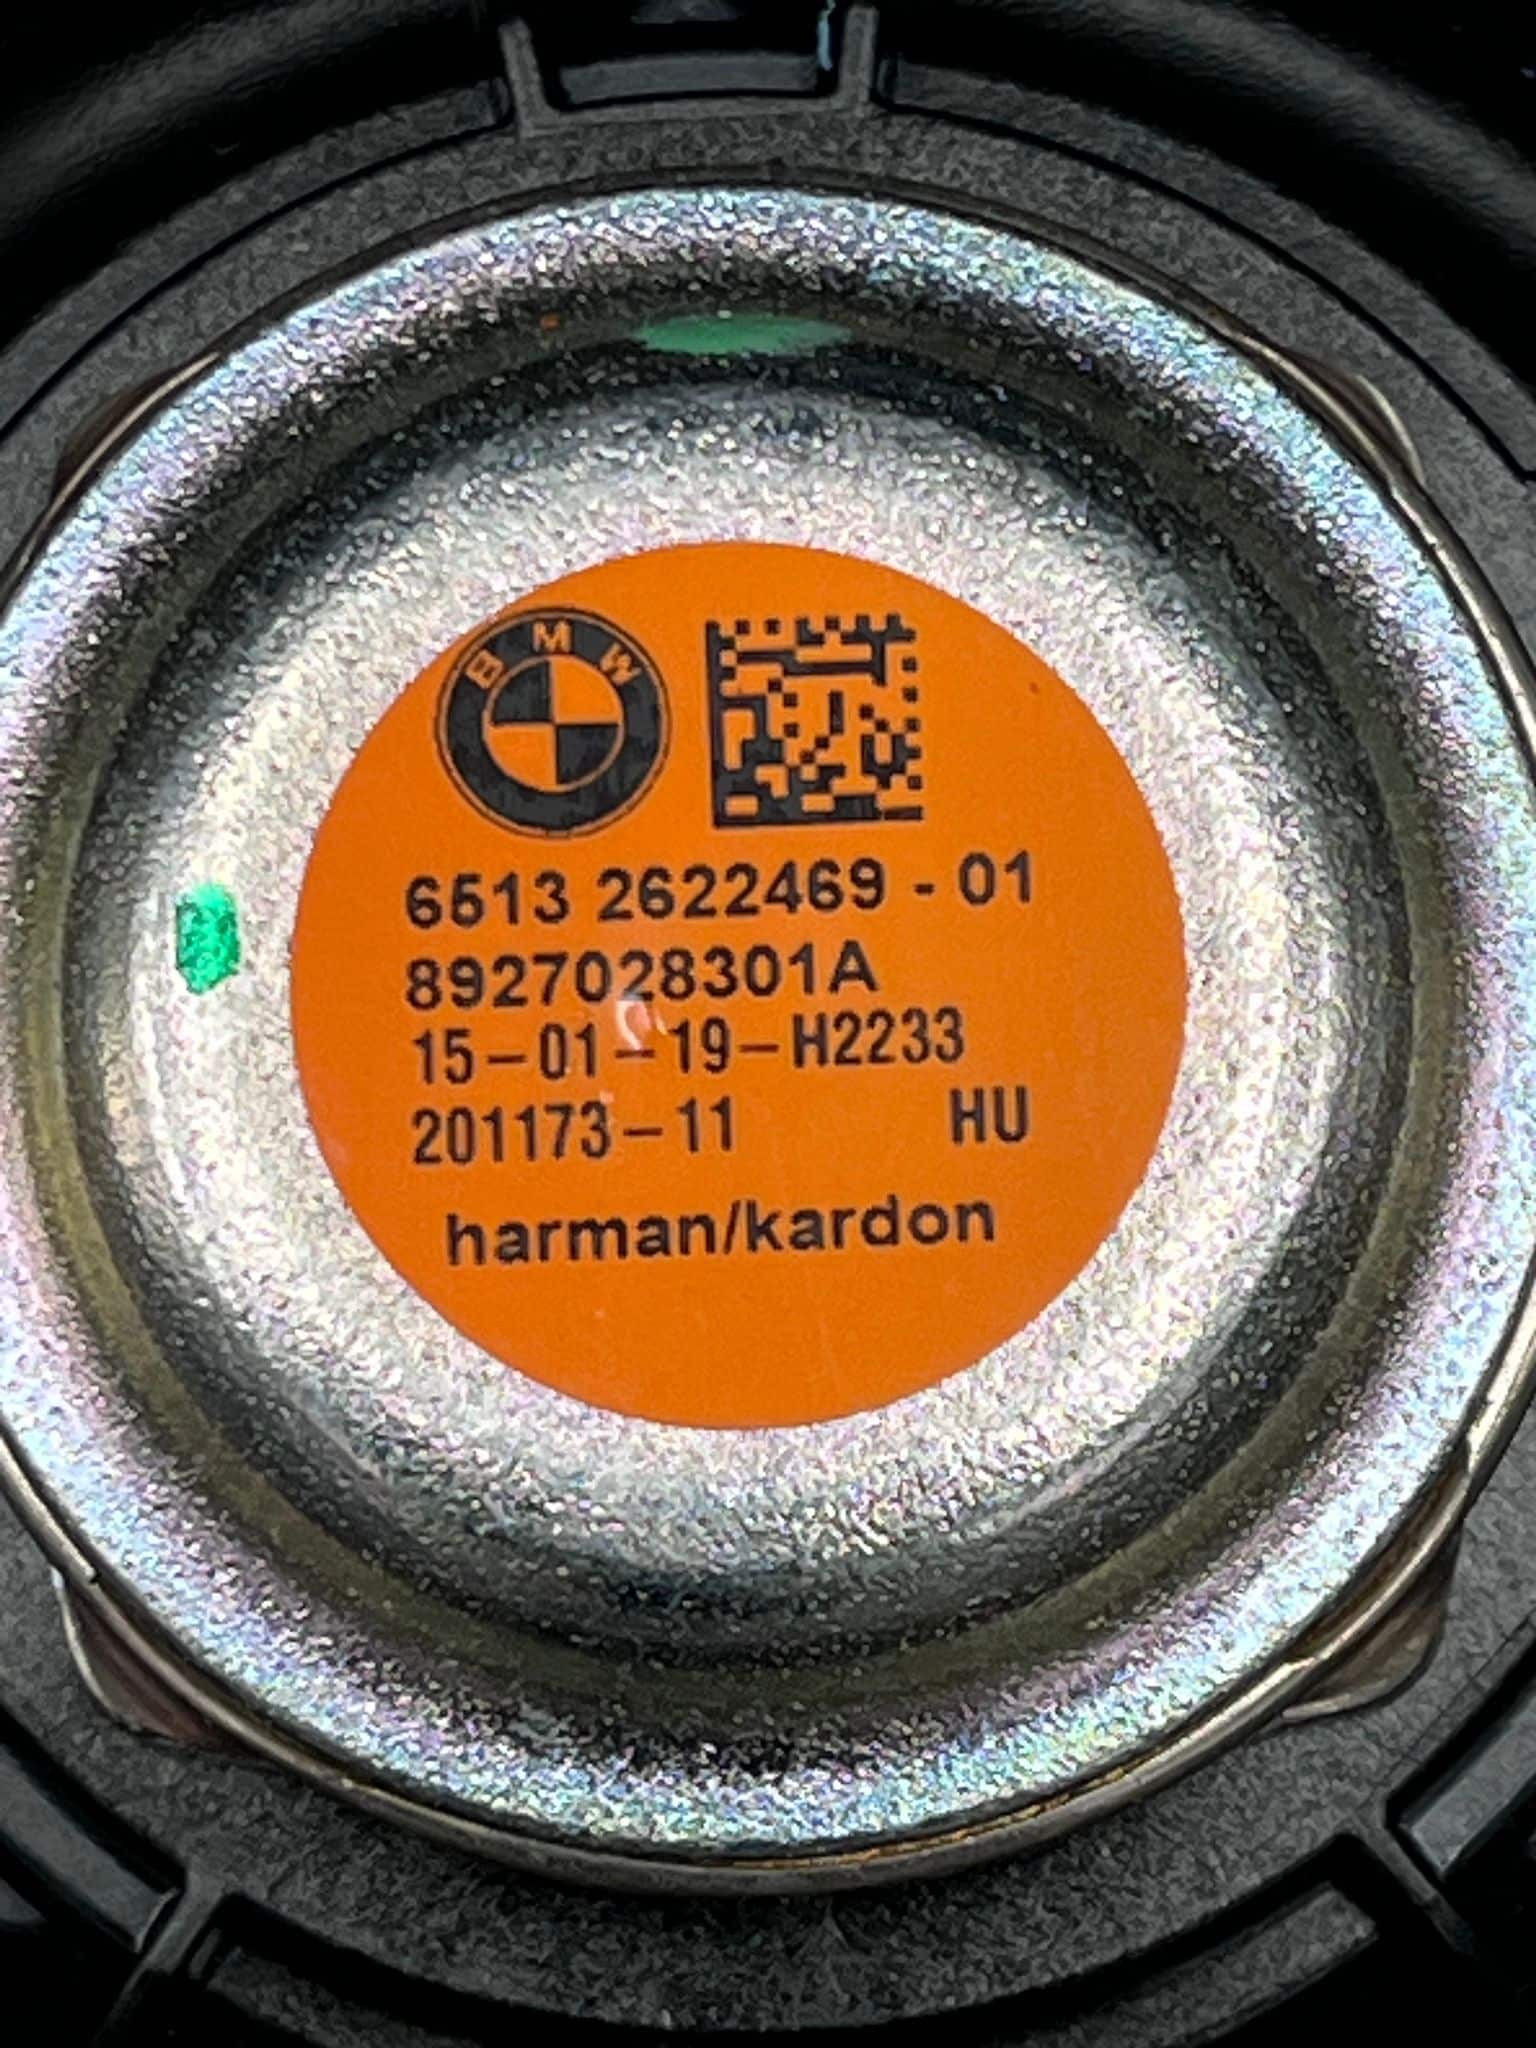 BMW
6513 2622469 - 01
8927028301A
15-01-19-H2233
201173-11 HU
harman/kardon